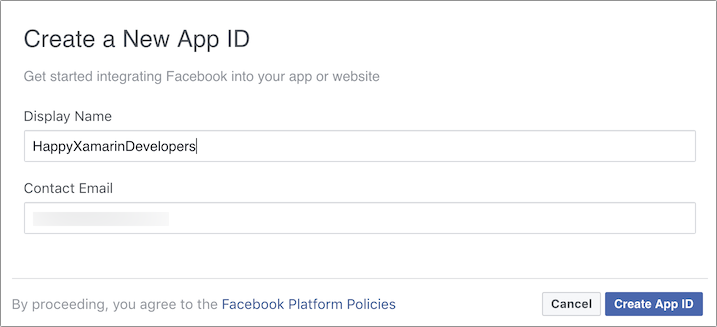 Create a New App ID
Get started integrating Facebook into your app or website
Display Name
HappyXamarinDevelopers
Contact Email
By proceeding, you agree to the Facebook Platform Policies
Cancel
Create App ID